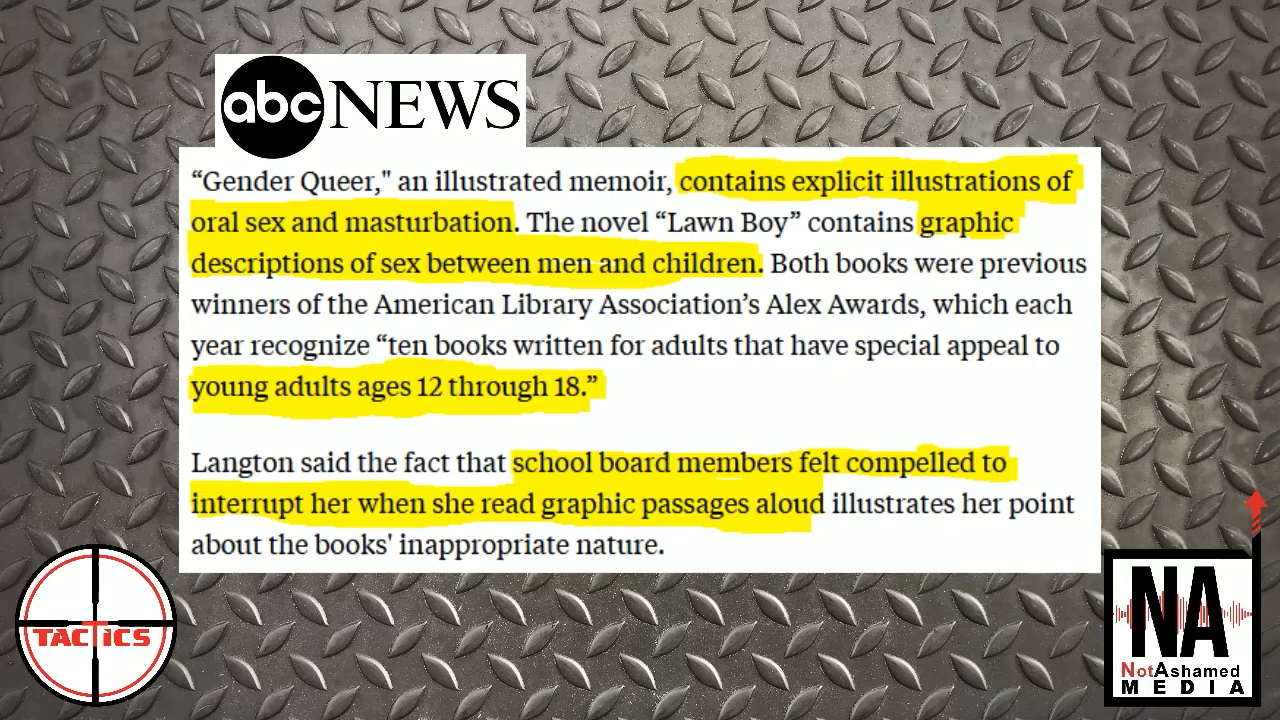 abc NEWS
“Gender Queer," an illustrated memoir, contains explicit illustrations of
oral sex and masturbation. The novel “Lawn Boy” contains graphic
descriptions of sex between men and children. Both books were previous
winners of the American Library Association’s Alex Awards, which each
year recognize “ten books written for adults that have special appeal to
young adults ages 12 through 18.”
Langton said the fact that school board members felt compelled to
interrupt her when she read graphic passages aloud illustrates her point
about the books' inappropriate nature.
TACTICS
NA
NotAshamed
MEDIA